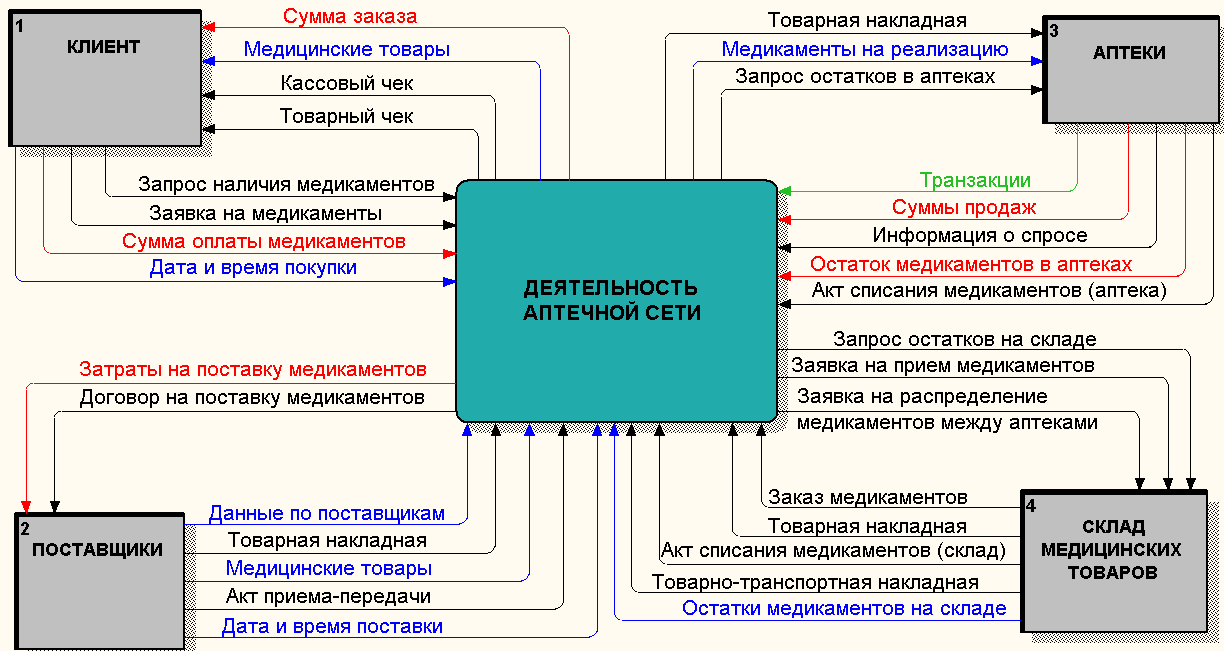 1
КЛИЕНТ
Сумма заказа
Медицинские товары
Кассовый чек
Товарный чек
Запрос наличия медикаментов
Заявка на медикаменты
Сумма оплаты медикаментов
Дата и время покупки
Товарная накладная
Медикаменты на реализацию
Запрос остатков в аптеках
3
АПТЕКИ
Транзакции
Суммы продаж
Информация о спросе
Остаток медикаментов в аптеках
Акт списания медикаментов (аптека)
ДЕЯТЕЛЬНОСТЬ
АПТЕЧНОЙ СЕТИ
Затраты на поставку медикаментов
Договор на поставку медикаментов
Запрос остатков на складе
Заявка на прием медикаментов
Заявка на распределение
медикаментов между аптеками
2
ПОСТАВЩИКИ
Данные по поставщикам
Товарная накладная
Медицинские товары
Акт приема-передачи
Дата и время поставки
Заказ медикаментов
Товарная накладная
Акт списания медикаментов (склад)
Товарно-транспортная накладная
Остатки медикаментов на складе
4
СКЛАД
МЕДИЦИНСКИХ
ТОВАРОВ